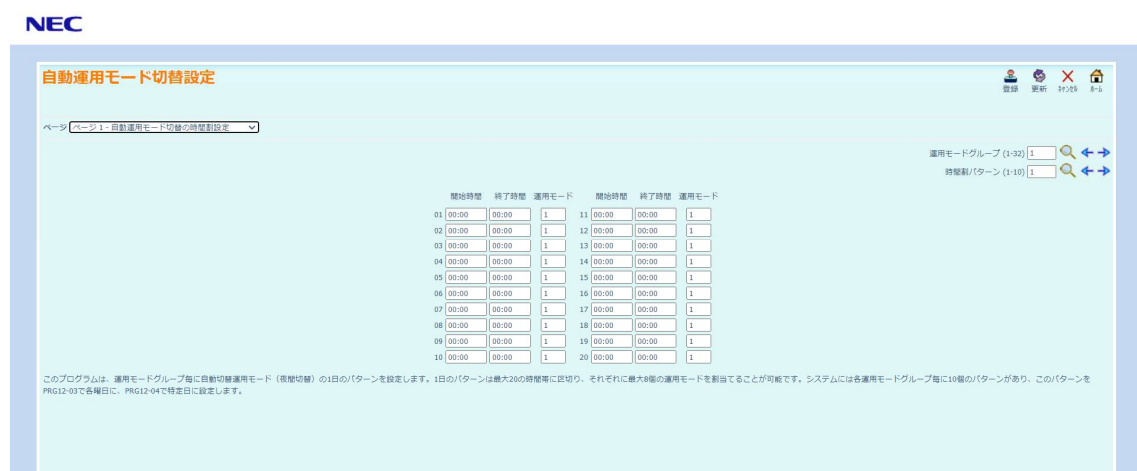 NEC
自動運用モード切替設定
登録 更新 ｷｬﾝｾﾙ ﾎｰﾑ
ページ ページ 1 - 自動運用モード切替の時間割設定
運用モードグループ (1-32) 1
時間割パターン (1-10) 1
開始時間 終了時間 運用モード 開始時間 終了時間 運用モード
01 00:00 00:00 1 11 00:00 00:00 1
02 00:00 00:00 1 12 00:00 00:00 1
03 00:00 00:00 1 13 00:00 00:00 1
04 00:00 00:00 1 14 00:00 00:00 1
05 00:00 00:00 1 15 00:00 00:00 1
06 00:00 00:00 1 16 00:00 00:00 1
07 00:00 00:00 1 17 00:00 00:00 1
08 00:00 00:00 1 18 00:00 00:00 1
09 00:00 00:00 1 19 00:00 00:00 1
10 00:00 00:00 1 20 00:00 00:00 1
このプログラムは、運用モードグループ毎に自動切替運用モード（夜間切替）の1日のパターンを設定します。1日のパターンは最大20の時間帯に区切り、それぞれに最大8個の運用モードを割当てることが可能です。システムには各運用モードグループ毎に10個のパターンがあり、このパターンを
PRG12-03で各曜日に、PRG12-04で特定日に設定します。